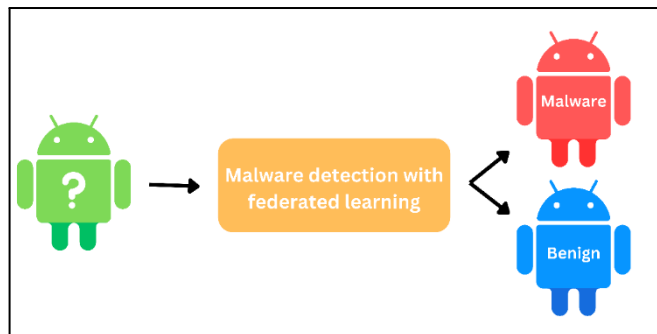 ?
Malware detection with
federated learning
Malware
Benign